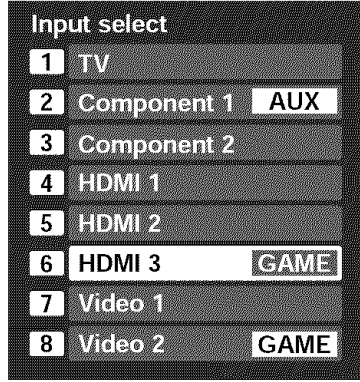 Input select
1 TV
2 Component 1 AUX
3 Component 2
4 HDMI 1
5 HDMI 2
6 HDMI 3 GAME
7 Video 1
8 Video 2 GAME